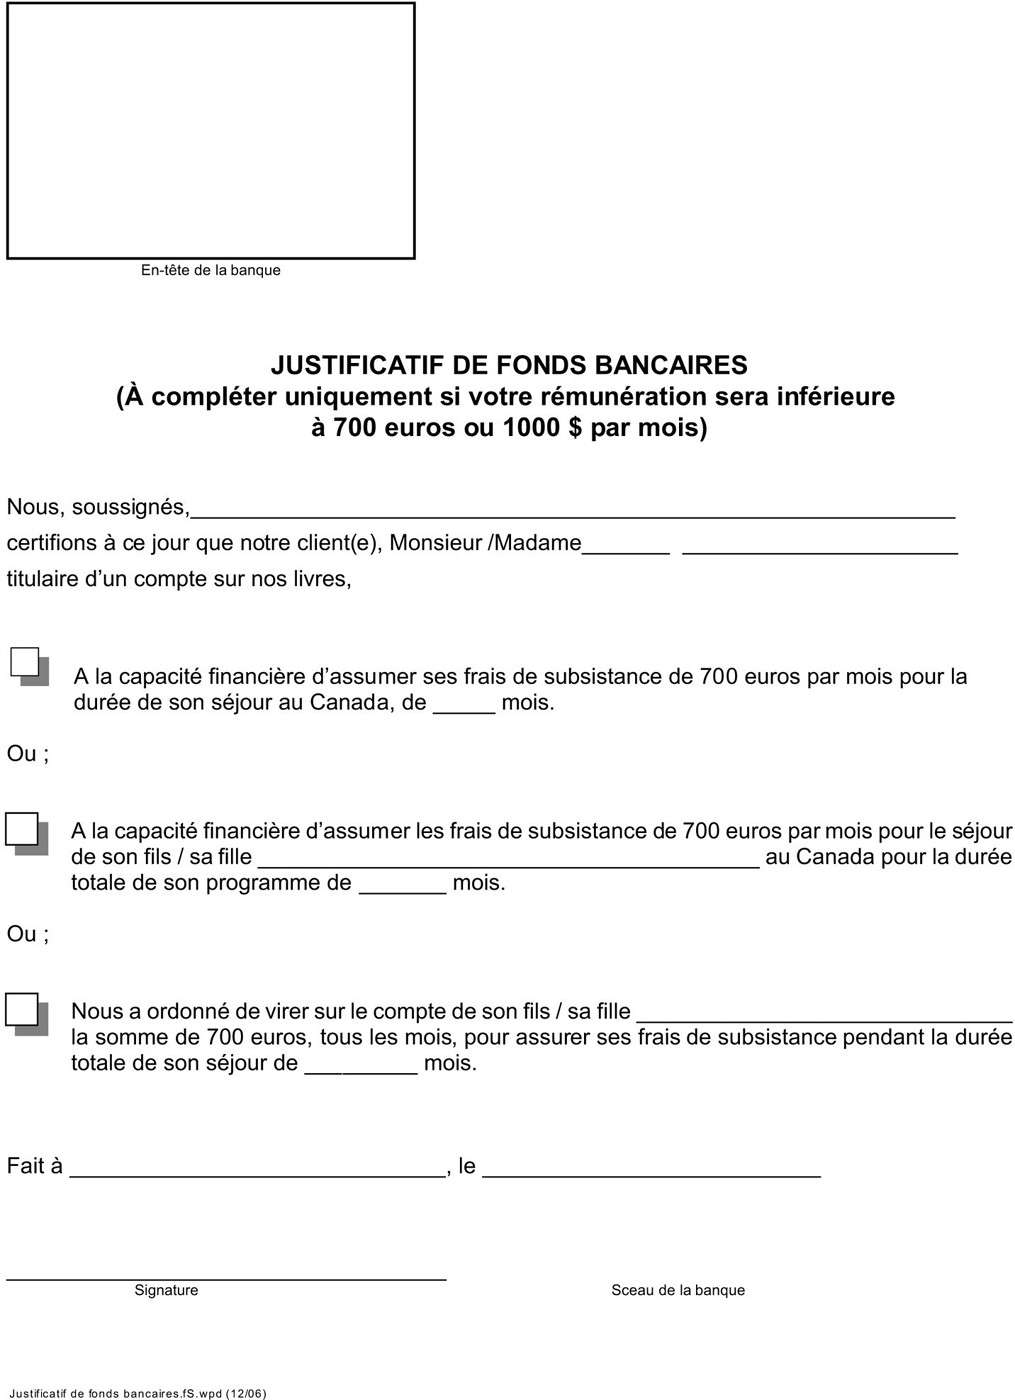 En-tête de la banque
JUSTIFICATIF DE FONDS BANCAIRES
(À compléter uniquement si votre rémunération sera inférieure
à 700 euros ou 1000 $ par mois)
Nous, soussignés,______________________________________________________________
certifions à ce jour que notre client(e), Monsieur /Madame_______ ______________________
titulaire d’un compte sur nos livres,
A la capacité financière d’assumer ses frais de subsistance de 700 euros par mois pour la
durée de son séjour au Canada, de _____ mois.
Ou ;
A la capacité financière d’assumer les frais de subsistance de 700 euros par mois pour le séjour
de son fils / sa fille ________________________________________ au Canada pour la durée
totale de son programme de _______ mois.
Ou ;
Nous a ordonné de virer sur le compte de son fils / sa fille ______________________________
la somme de 700 euros, tous les mois, pour assurer ses frais de subsistance pendant la durée
totale de son séjour de _________ mois.
Fait à ______________________________, le ___________________________
Signature Sceau de la banque
Justificatif de fonds bancaires.fS.wpd (12/06)